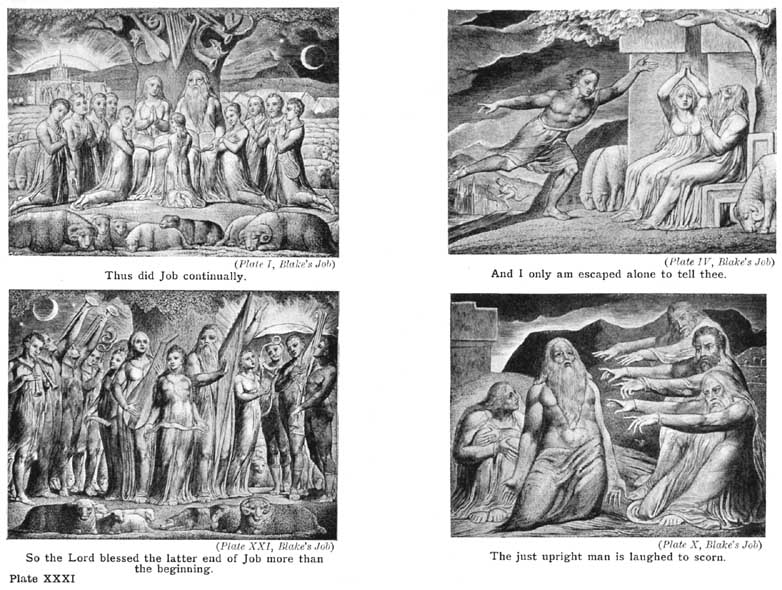 (Plate I, Blake's Job)
Thus did Job continually.
(Plate IV, Blake's Job)
And I only am escaped alone to tell thee.
(Plate XXI, Blake's Job)
So the Lord blessed the latter end of Job more than
the beginning.
Plate XXXI
(Plate X, Blake's Job)
The just upright man is laughed to scorn.